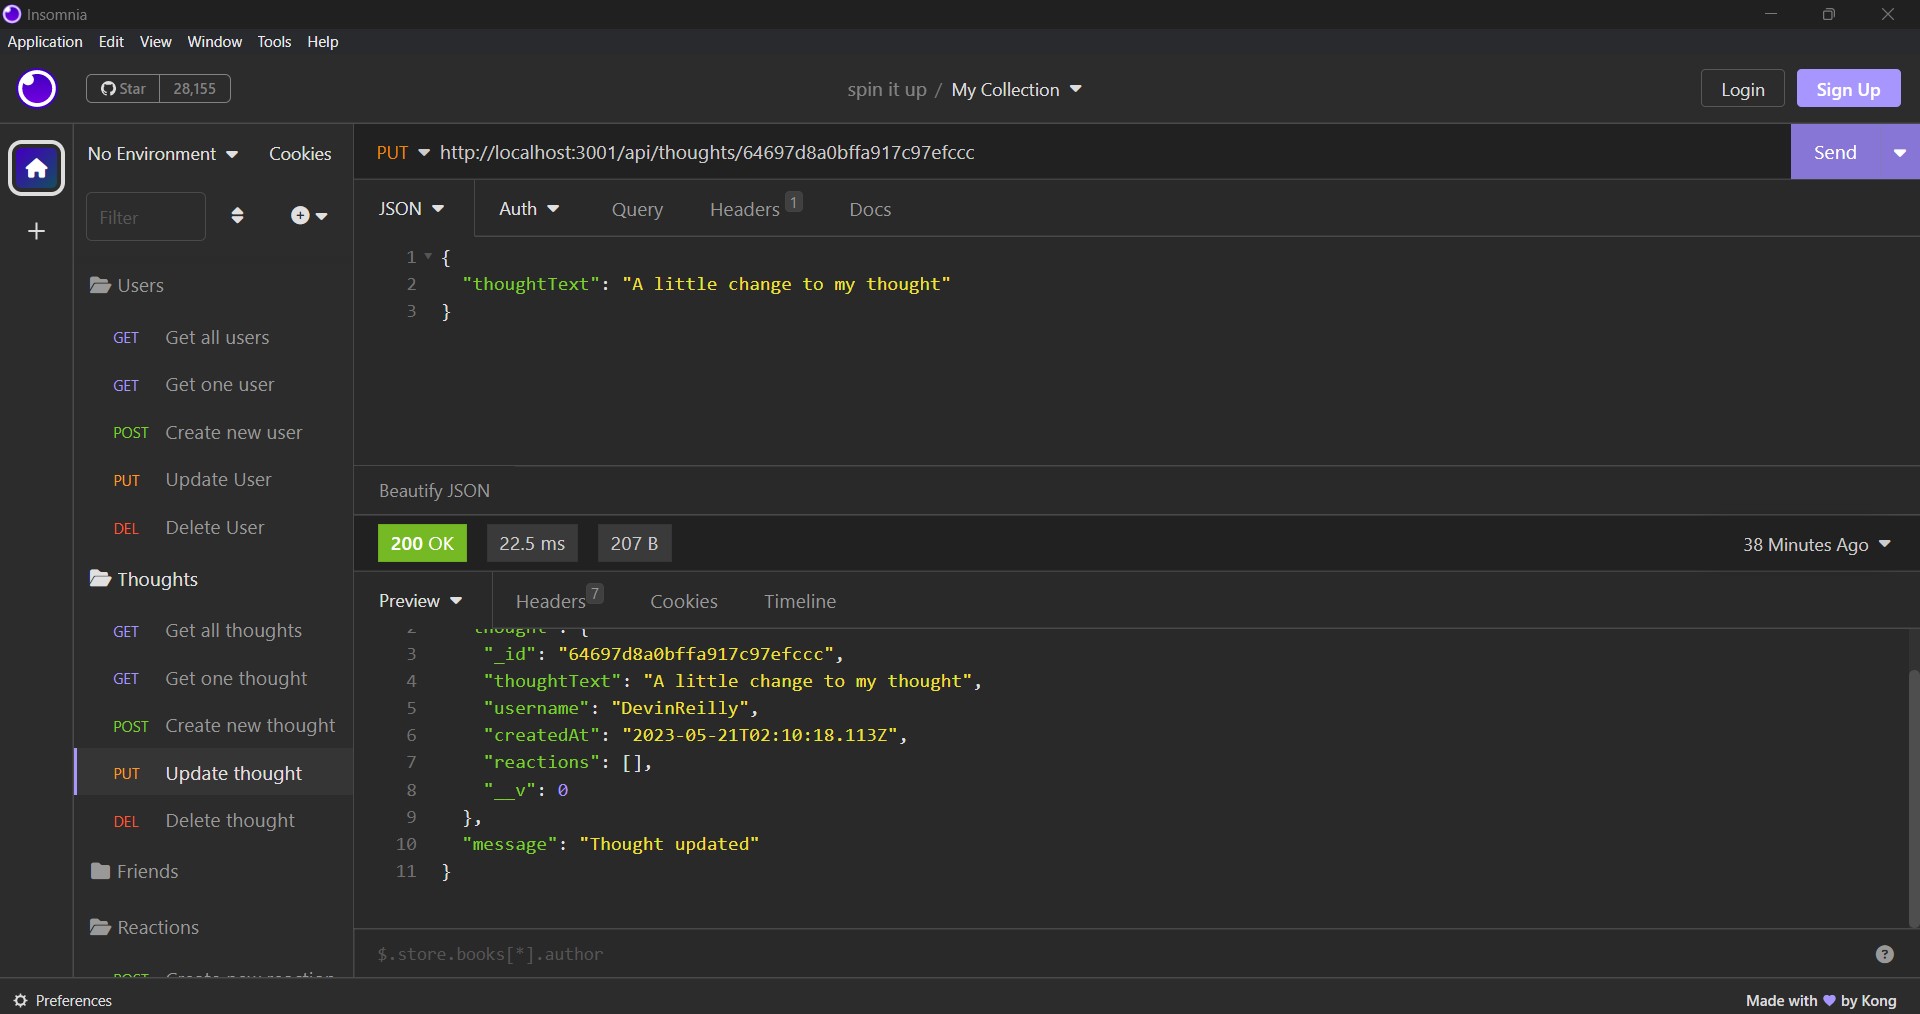 Insomnia
Application Edit View Window Tools Help
Star 28,155
spin it up / My Collection
Login Sign Up
No Environment Cookies
PUT http://localhost:3001/api/thoughts/64697d8a0bffa917c97efccc
Send
Filter
JSON Auth Query Headers 1 Docs
1 {
2 "thoughtText": "A little change to my thought"
3 }
Users
GET Get all users
GET Get one user
POST Create new user
PUT Update User
DEL Delete User
Thoughts
GET Get all thoughts
GET Get one thought
POST Create new thought
PUT Update thought
DEL Delete thought
Friends
Reactions
POST Create new reaction
Beautify JSON
200 OK 22.5 ms 207 B
38 Minutes Ago
Preview Headers 7 Cookies Timeline
2 "thought": {
3 "_id": "64697d8a0bffa917c97efccc",
4 "thoughtText": "A little change to my thought",
5 "username": "DevinReilly",
6 "createdAt": "2023-05-21T02:10:18.113Z",
7 "reactions": [],
8 "__v": 0
9 },
10 "message": "Thought updated"
11 }
$.store.books[*].author
Preferences
Made with 💜 by Kong